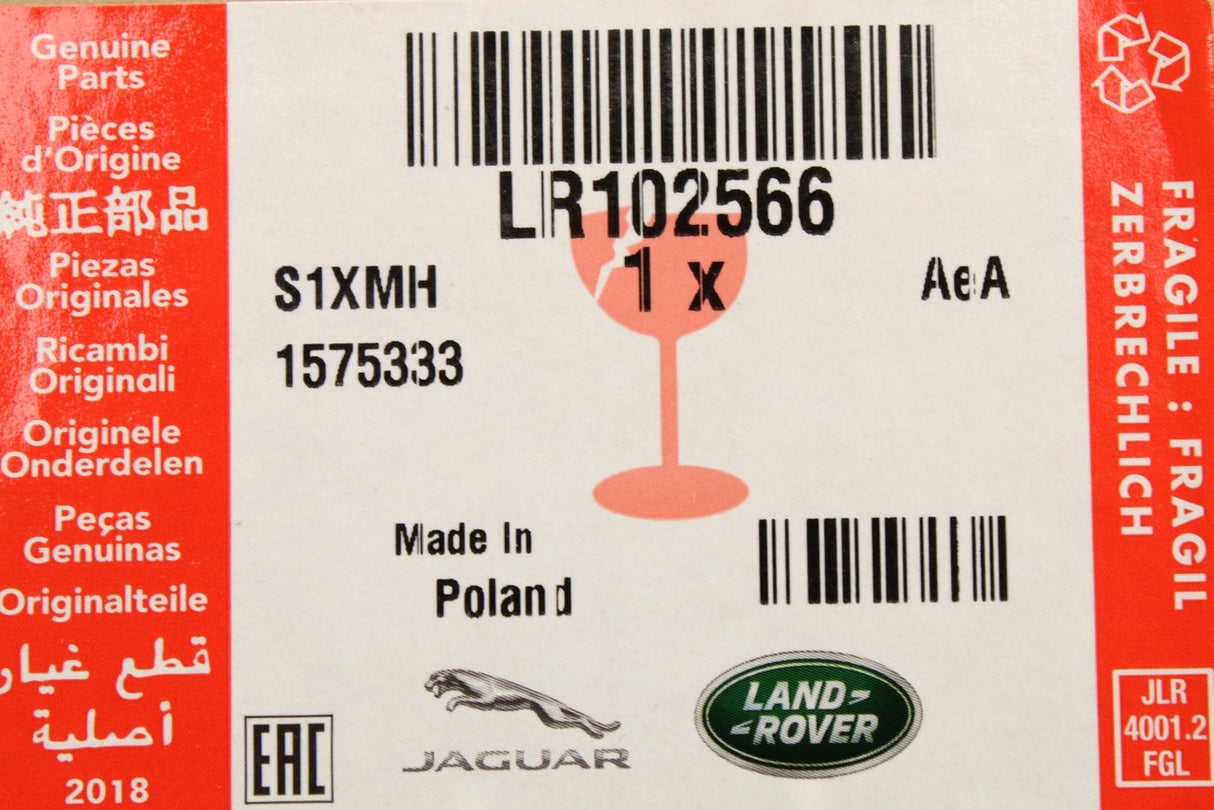 Genuine
Parts
Pièces
d'Origine
純正部品
Piezas
Originales
Ricambi
Originali
Originele
Onderdelen
Peças
Genuinas
Originalteile
قطع غيار
أصلية
2018
LR102566
1 x
S1XMH
AeA
1575333
Made In
Poland
EAC
JAGUAR
LAND-
-ROVER
FRAGILE : FRAGIL
ZERBRECHLICH
JLR
4001.2
FGL